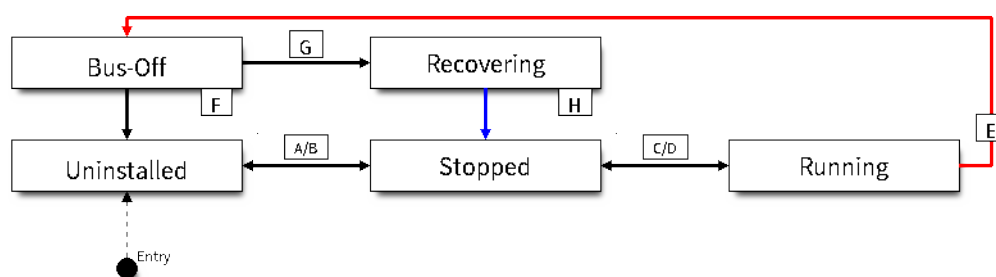 G
Bus-Off
Recovering
F
H
E
A/B
C/D
Uninstalled
Stopped
Running
Entry